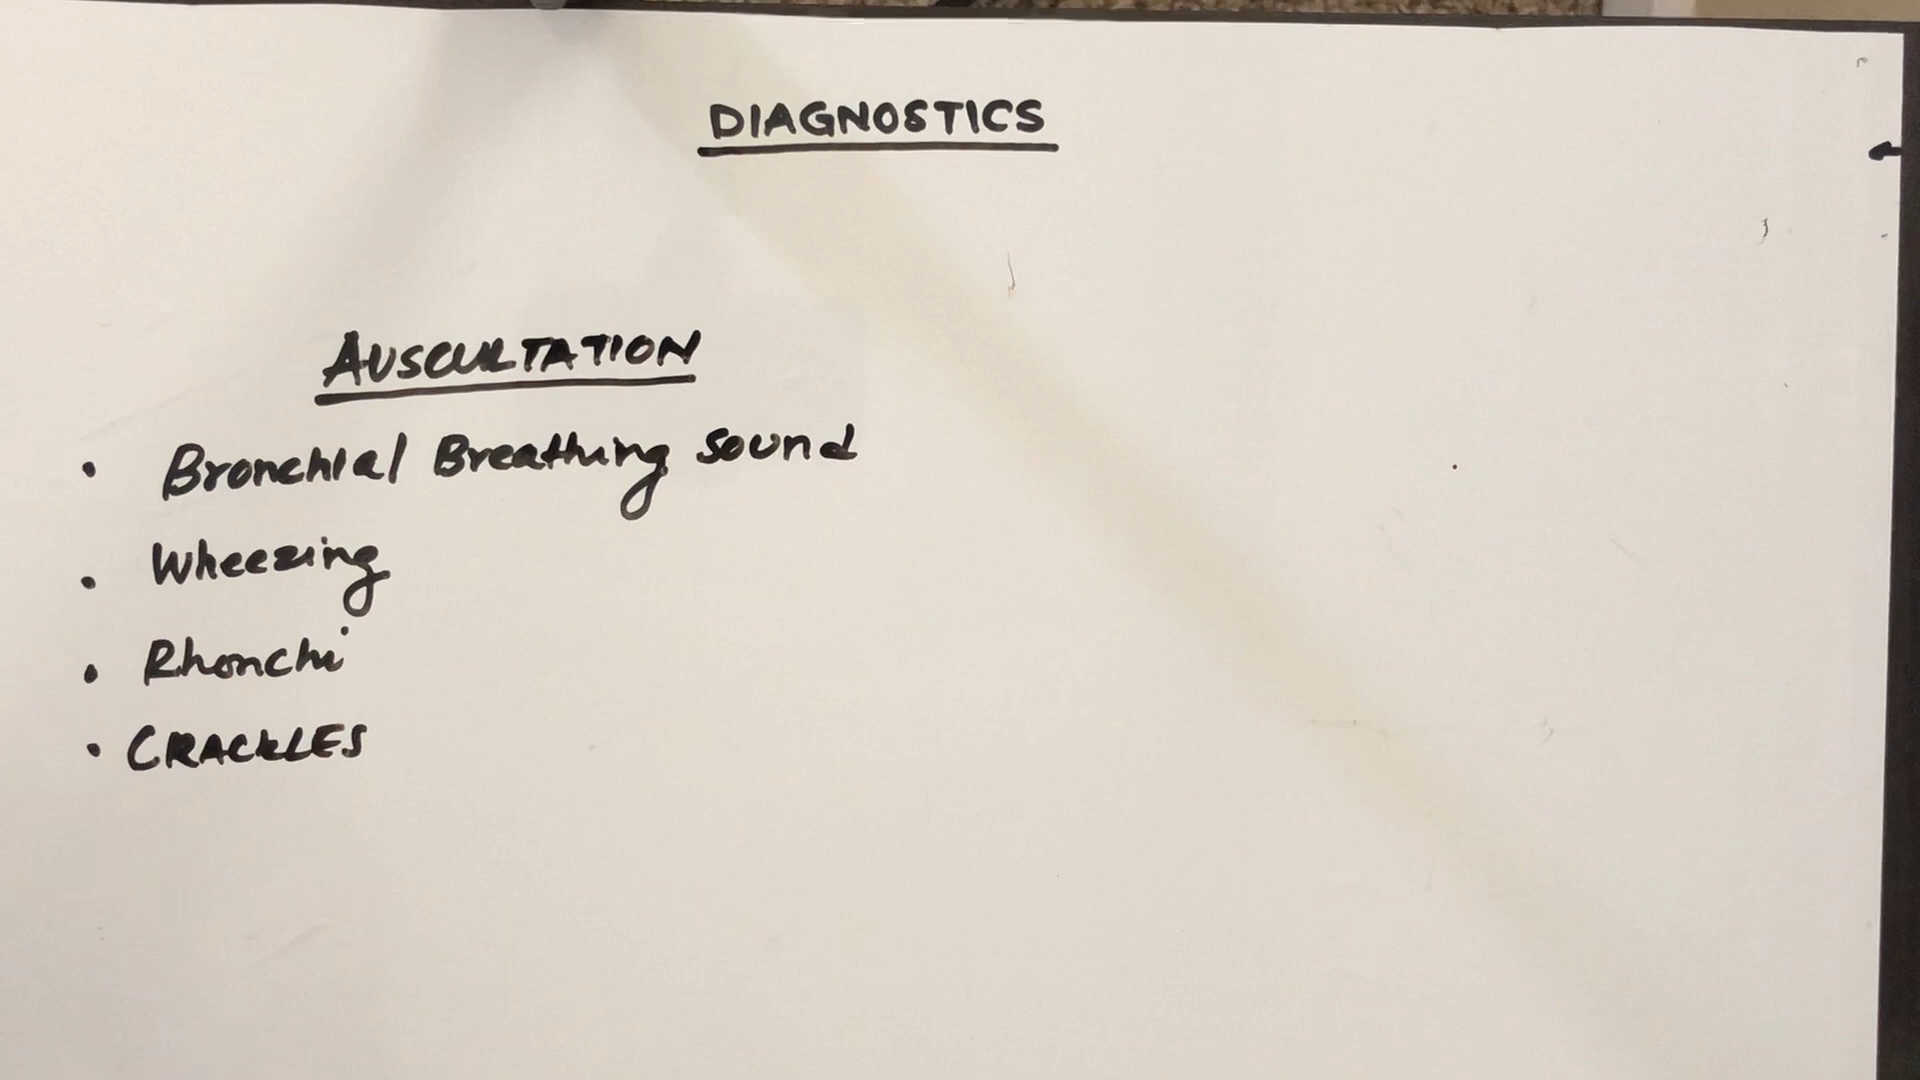 DIAGNOSTICS
AUSCULTATION
• Bronchial Breathing sound
• Wheezing
• Rhonchi
• CRACKLES